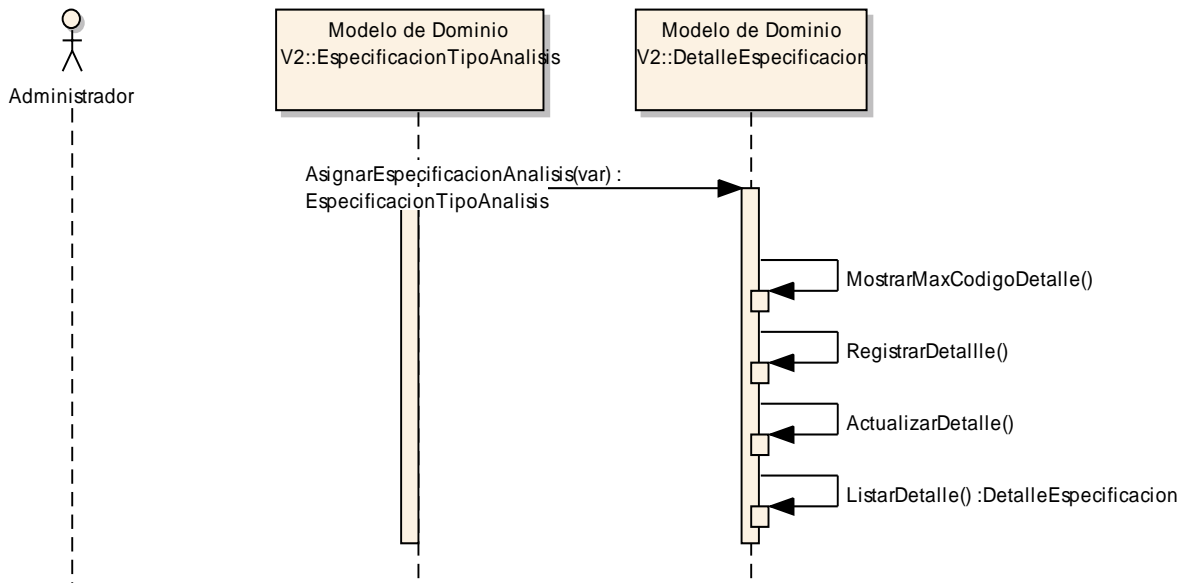 Administrador
Modelo de Dominio
V2::EspecificacionTipoAnalisis
Modelo de Dominio
V2::DetalleEspecificacion
AsignarEspecificacionAnalisis(var) :
EspecificacionTipoAnalisis
MostrarMaxCodigoDetalle()
RegistrarDetallle()
ActualizarDetalle()
ListarDetalle() :DetalleEspecificacion